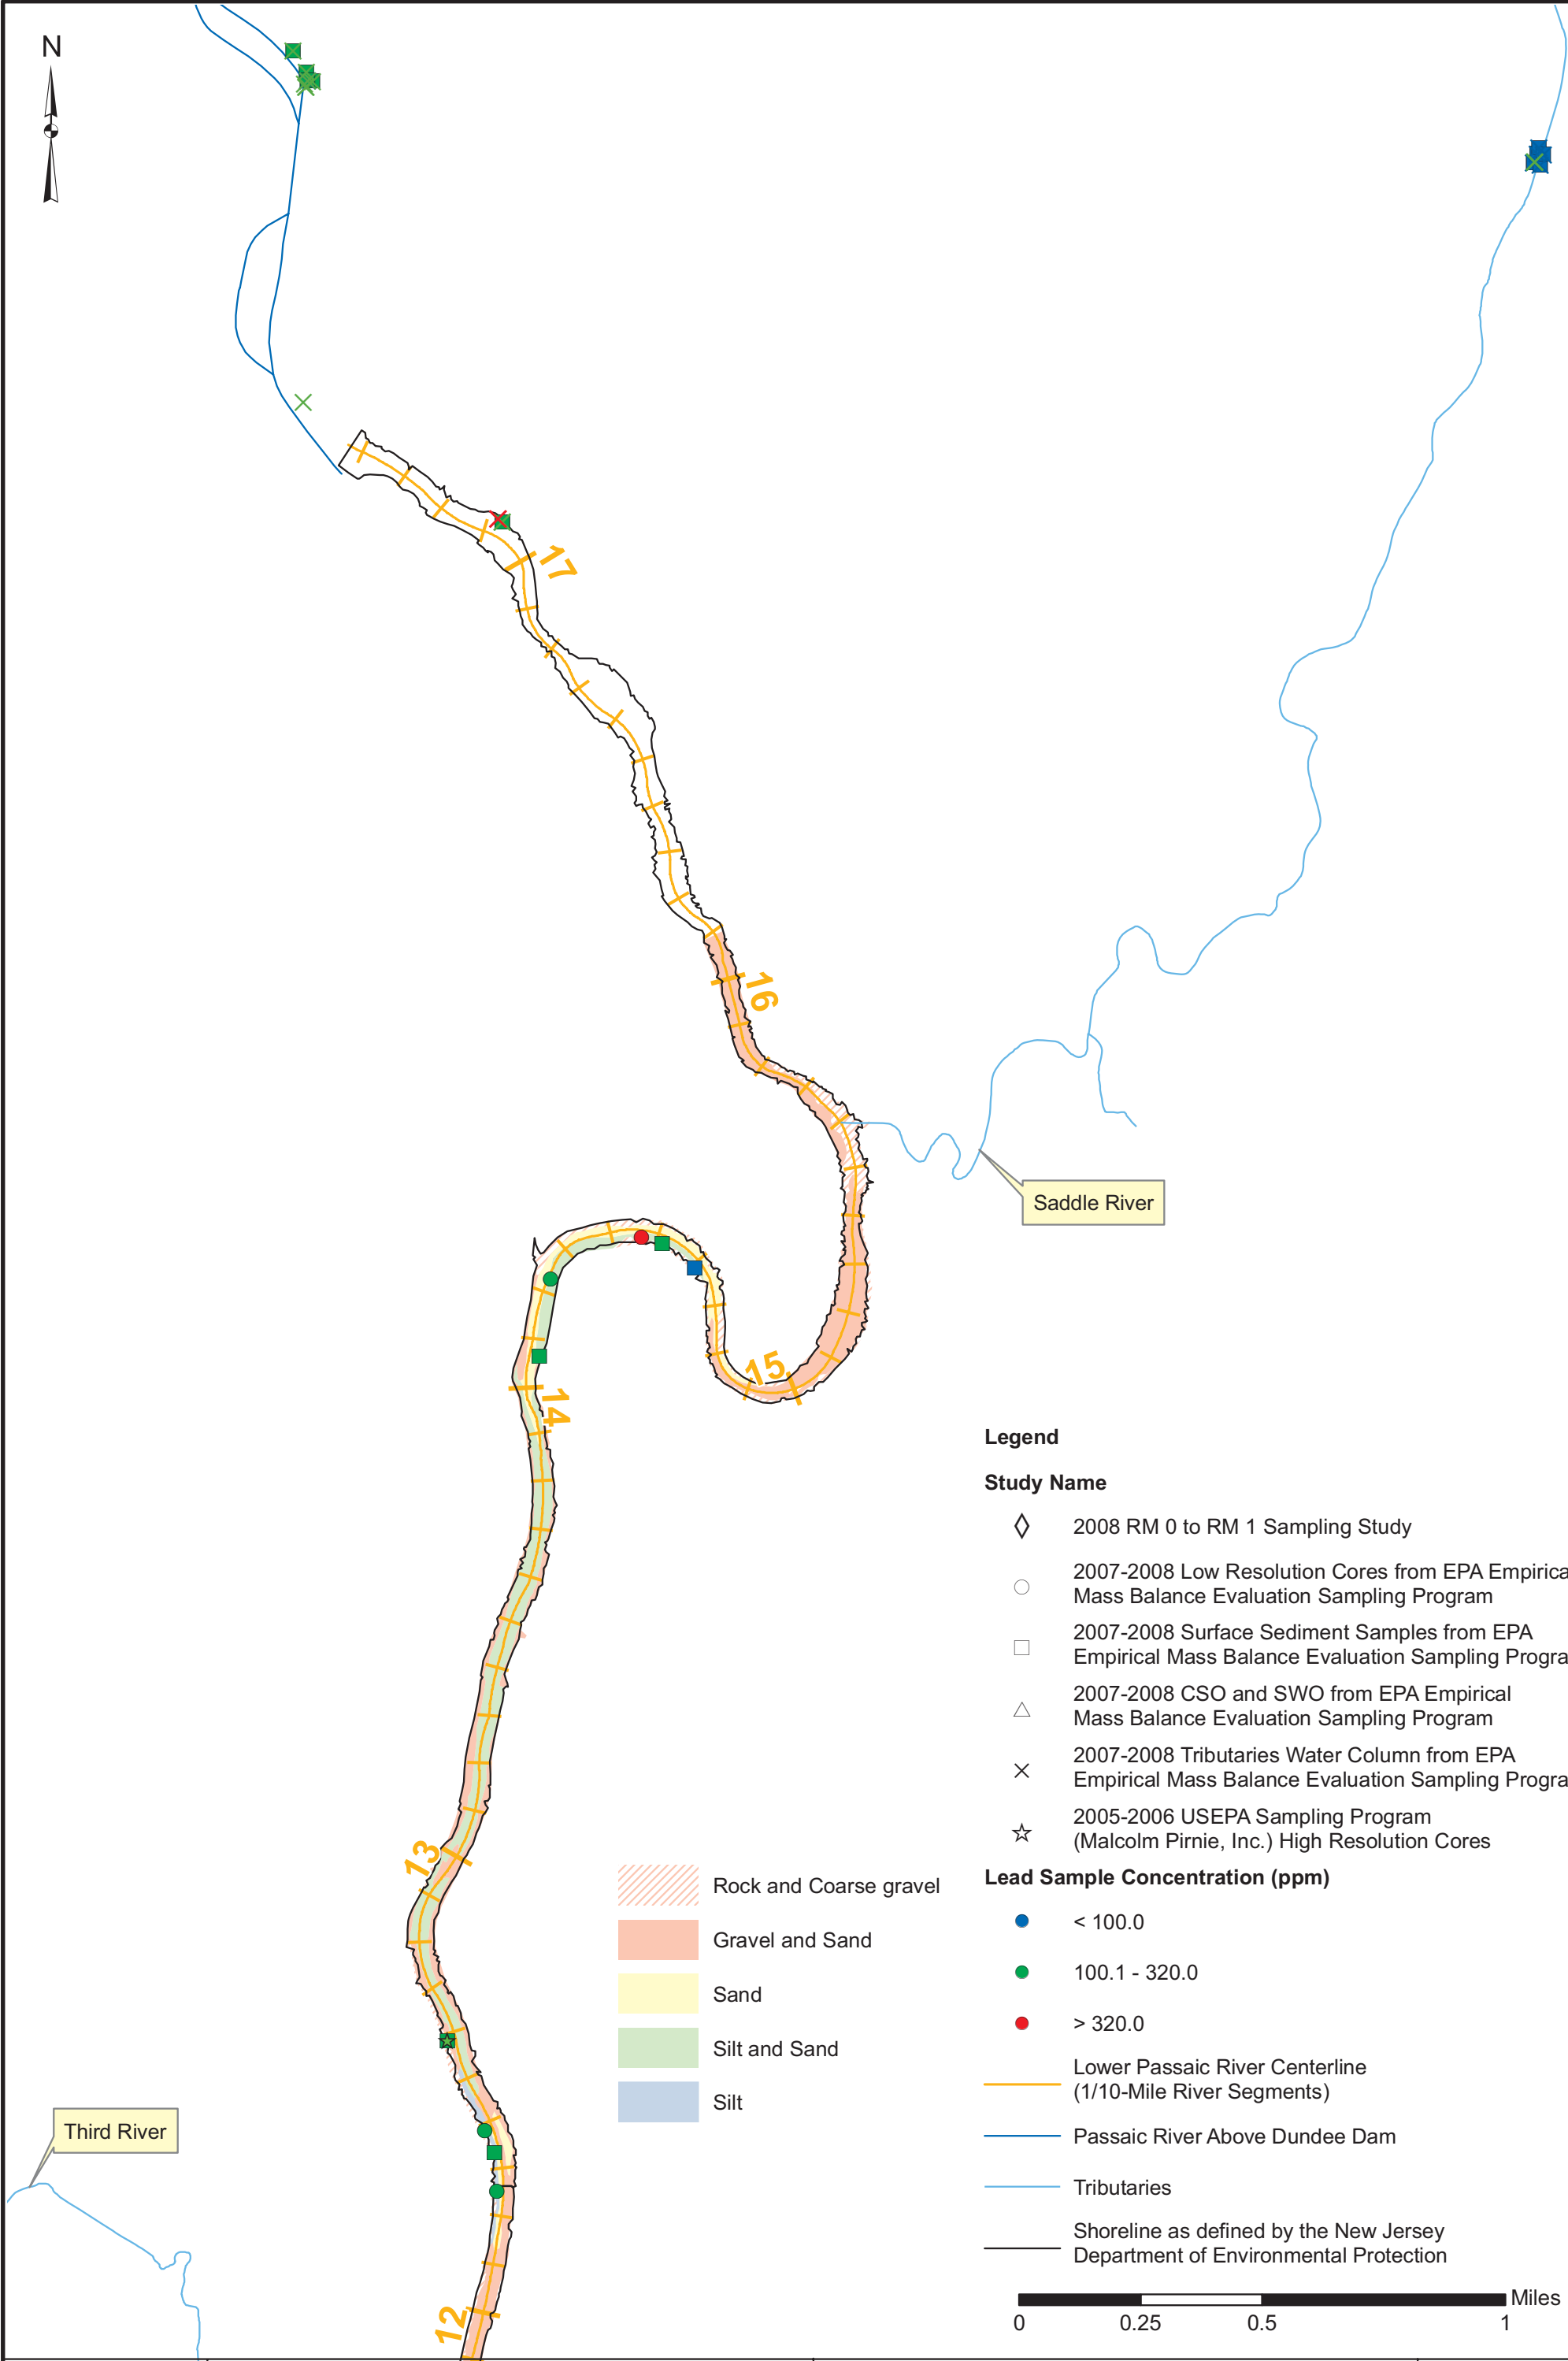 N
17
16
Saddle River
15
14
13
Third River
12
Rock and Coarse gravel
Gravel and Sand
Sand
Silt and Sand
Silt
Legend
Study Name
2008 RM 0 to RM 1 Sampling Study
2007-2008 Low Resolution Cores from EPA Empirica
Mass Balance Evaluation Sampling Program
2007-2008 Surface Sediment Samples from EPA
Empirical Mass Balance Evaluation Sampling Progra
2007-2008 CSO and SWO from EPA Empirical
Mass Balance Evaluation Sampling Program
2007-2008 Tributaries Water Column from EPA
Empirical Mass Balance Evaluation Sampling Progra
2005-2006 USEPA Sampling Program
(Malcolm Pirnie, Inc.) High Resolution Cores
Lead Sample Concentration (ppm)
< 100.0
100.1 - 320.0
> 320.0
Lower Passaic River Centerline
(1/10-Mile River Segments)
Passaic River Above Dundee Dam
Tributaries
Shoreline as defined by the New Jersey
Department of Environmental Protection
Miles
0 0.25 0.5 1